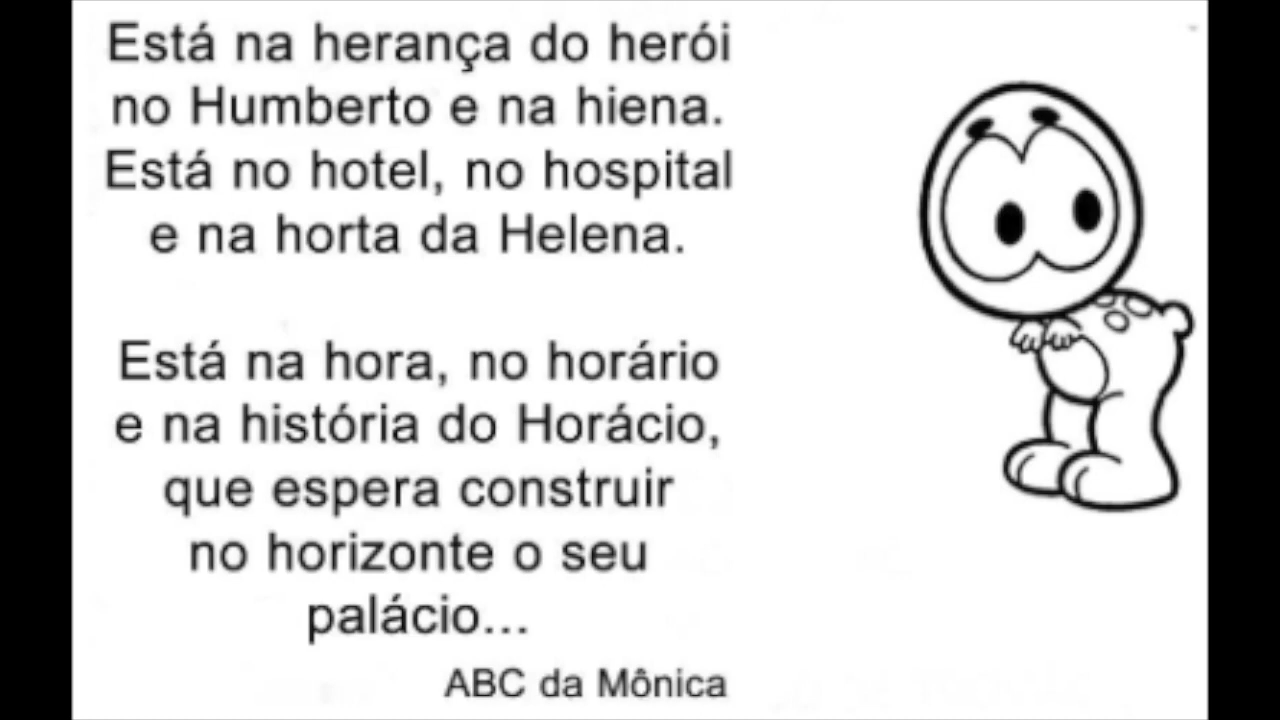 Está na herança do herói
no Humberto e na hiena.
Está no hotel, no hospital
e na horta da Helena.
Está na hora, no horário
e na história do Horácio,
que espera construir
no horizonte o seu
palácio...
ABC da Mônica